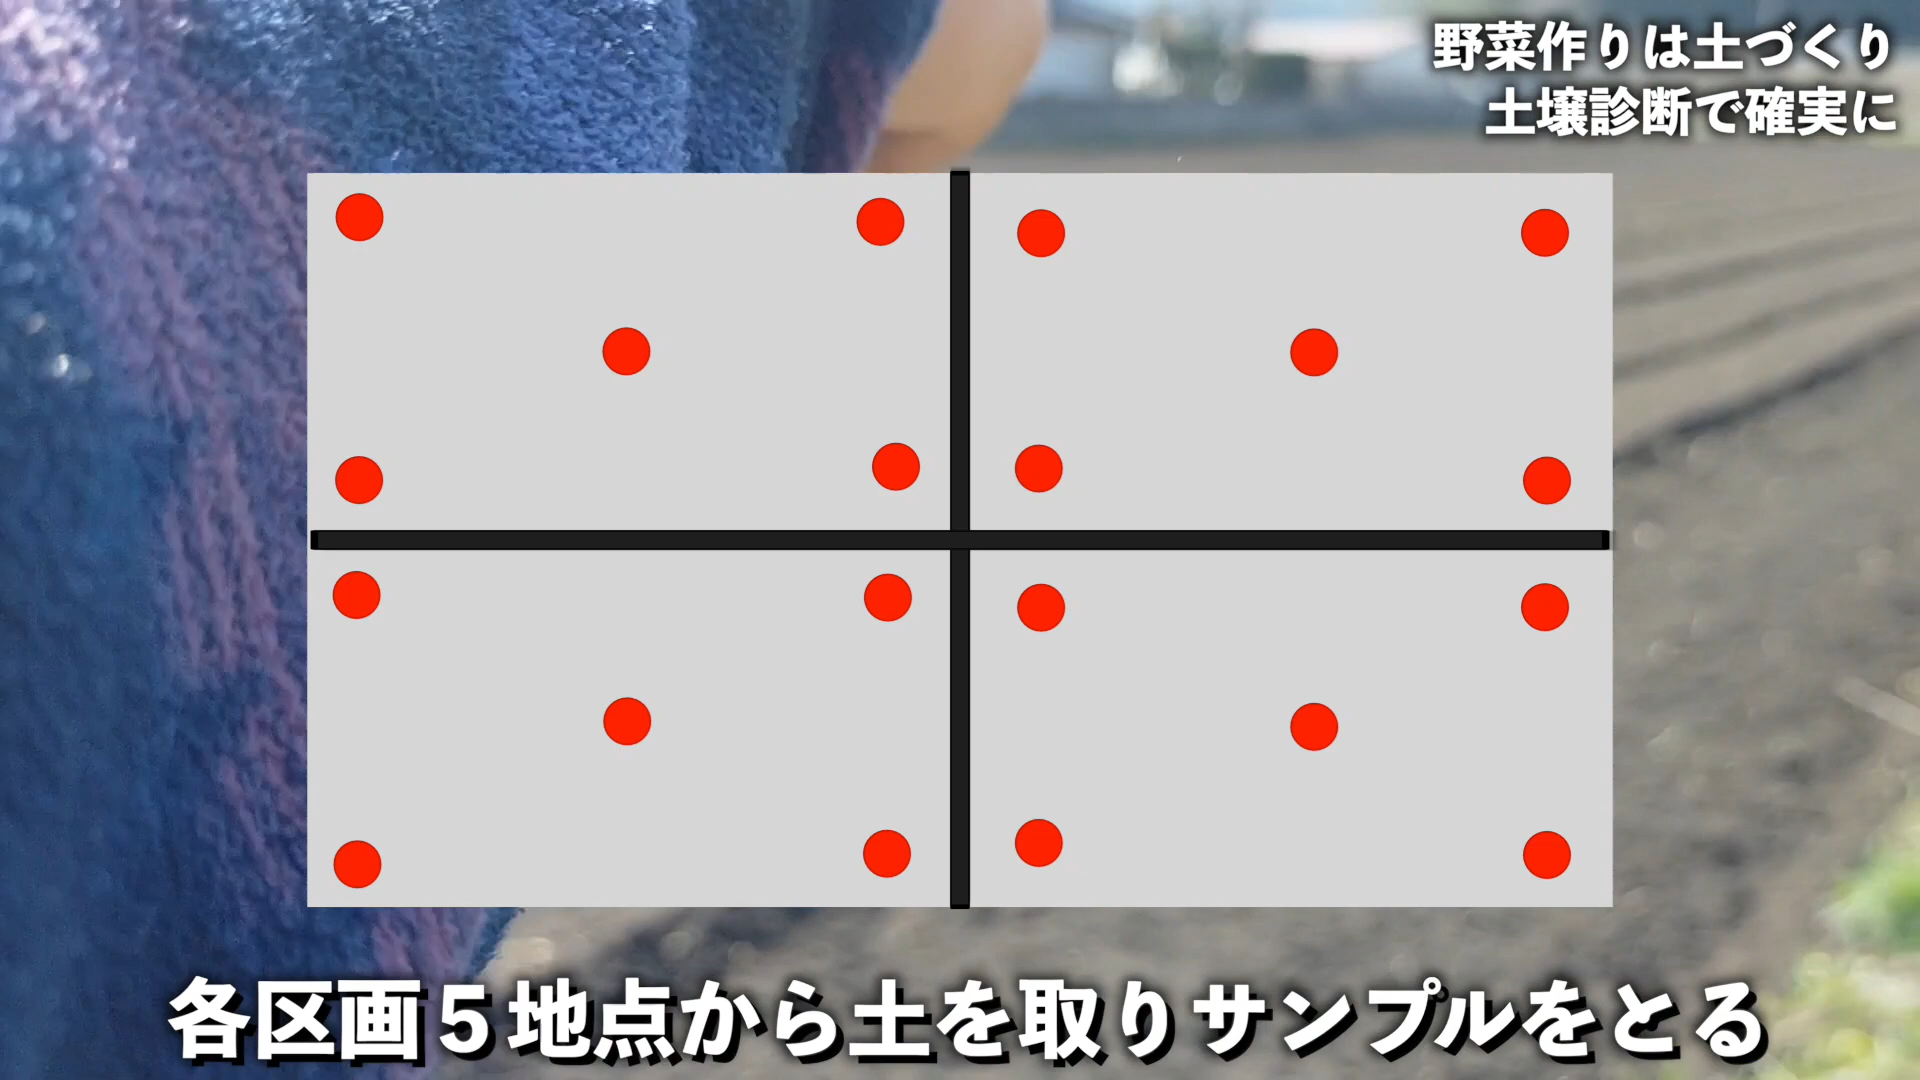 野菜作りは土づくり
土壌診断で確実に
各区画５地点から土を取りサンプルをとる